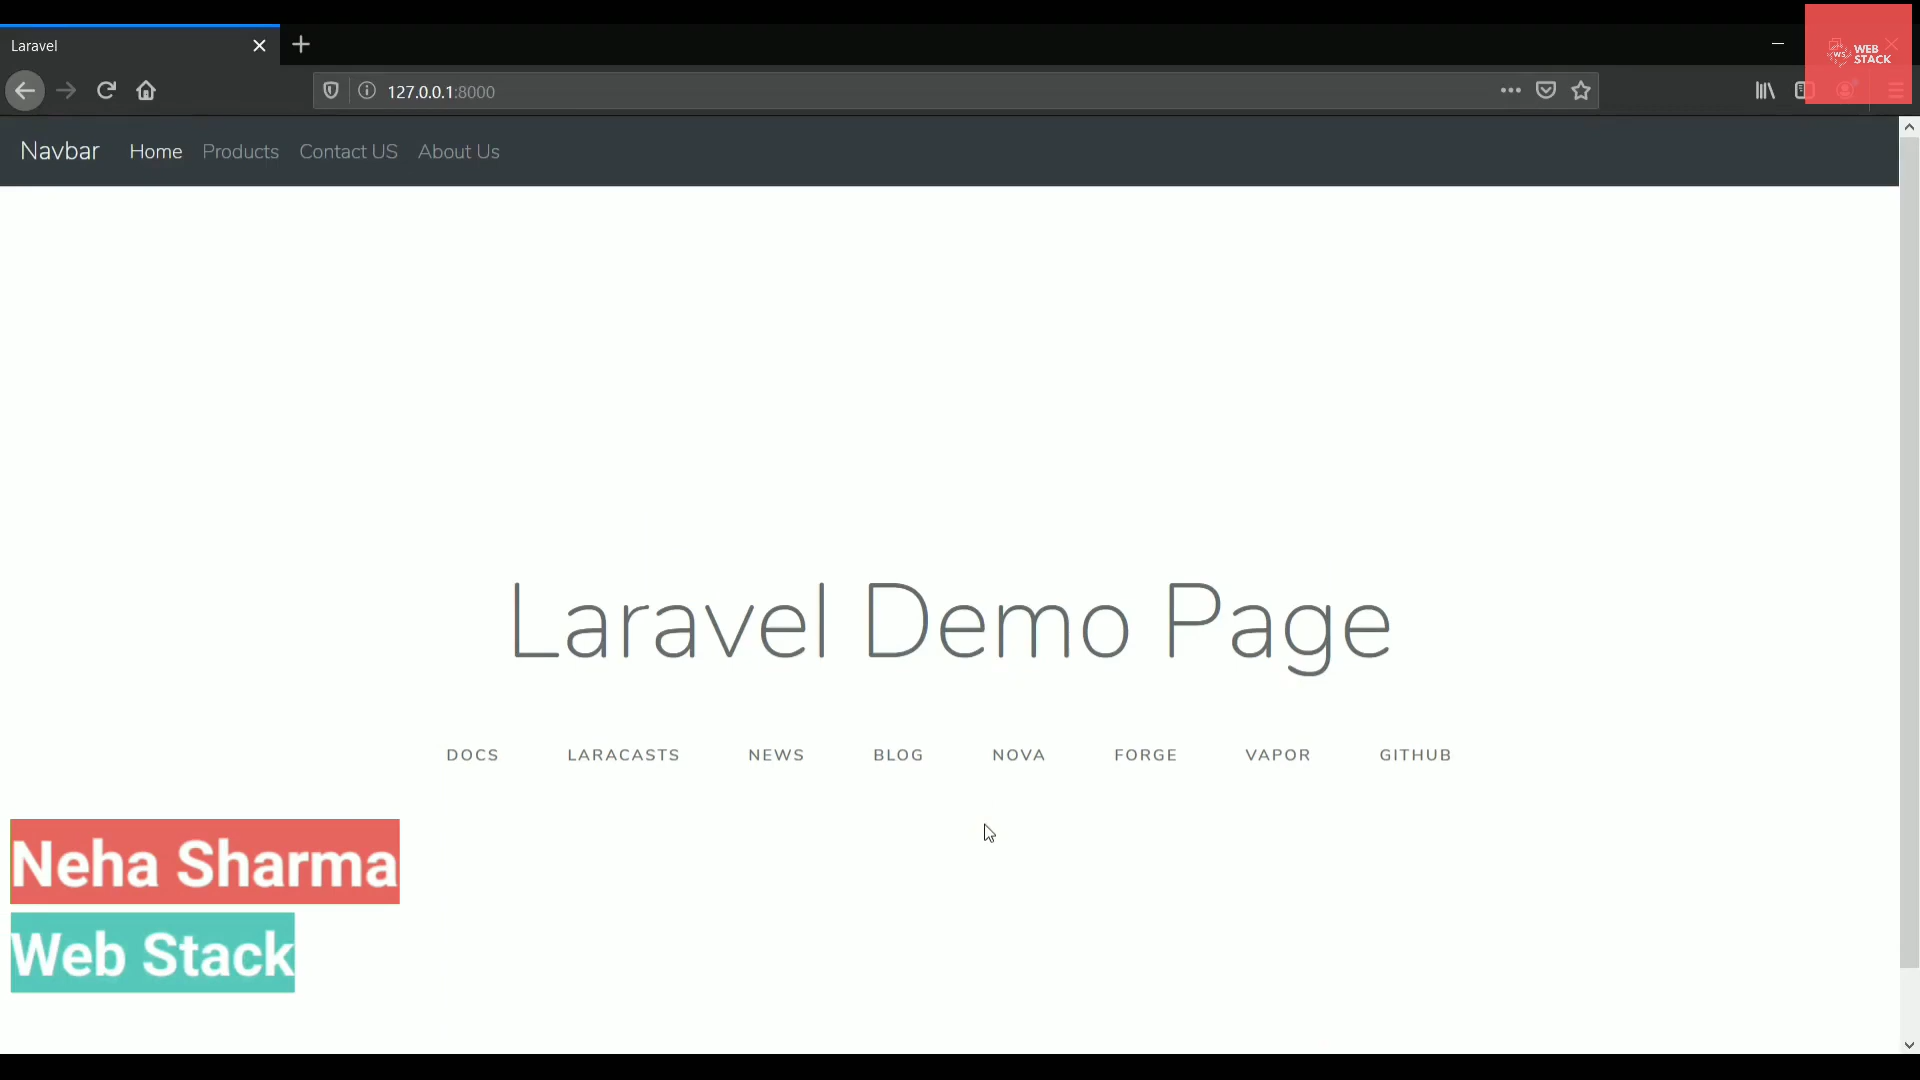 Laravel
WS WEB
STACK
127.0.0.1:8000
Navbar Home Products Contact US About Us
Laravel Demo Page
DOCS LARACASTS NEWS BLOG NOVA FORGE VAPOR GITHUB
Neha Sharma
Web Stack